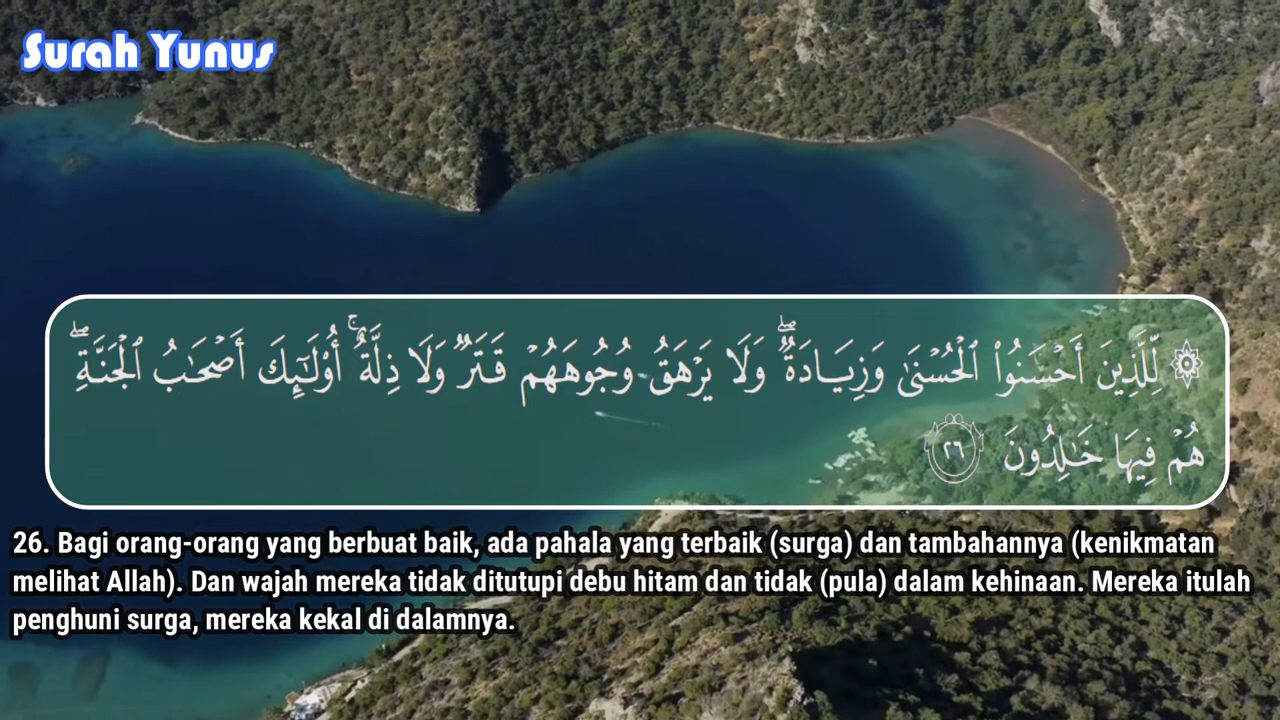 Surah Yunus
۞ لِّلَّذِينَ أَحْسَنُوا۟ ٱلْحُسْنَىٰ وَزِيَادَةٌۭ ۖ وَلَا يَرْهَقُ وُجُوهَهُمْ قَتَرٌۭ وَلَا ذِلَّةٌ ۚ أُو۟لَـٰٓئِكَ أَصْحَـٰبُ ٱلْجَنَّةِ ۖ
هُمْ فِيهَا خَـٰلِدُونَ ٢٦
26. Bagi orang-orang yang berbuat baik, ada pahala yang terbaik (surga) dan tambahannya (kenikmatan
melihat Allah). Dan wajah mereka tidak ditutupi debu hitam dan tidak (pula) dalam kehinaan. Mereka itulah
penghuni surga, mereka kekal di dalamnya.